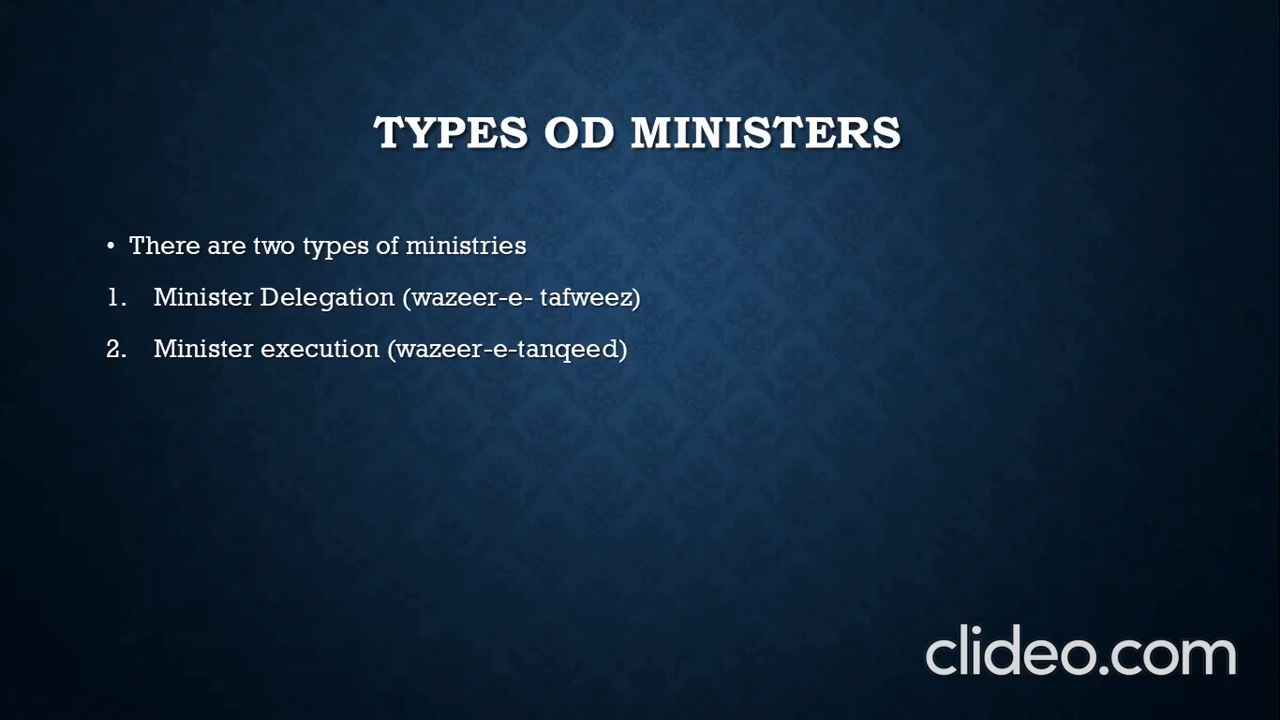 TYPES OD MINISTERS
• There are two types of ministries
1. Minister Delegation (wazeer-e- tafweez)
2. Minister execution (wazeer-e-tanqeed)
clideo.com